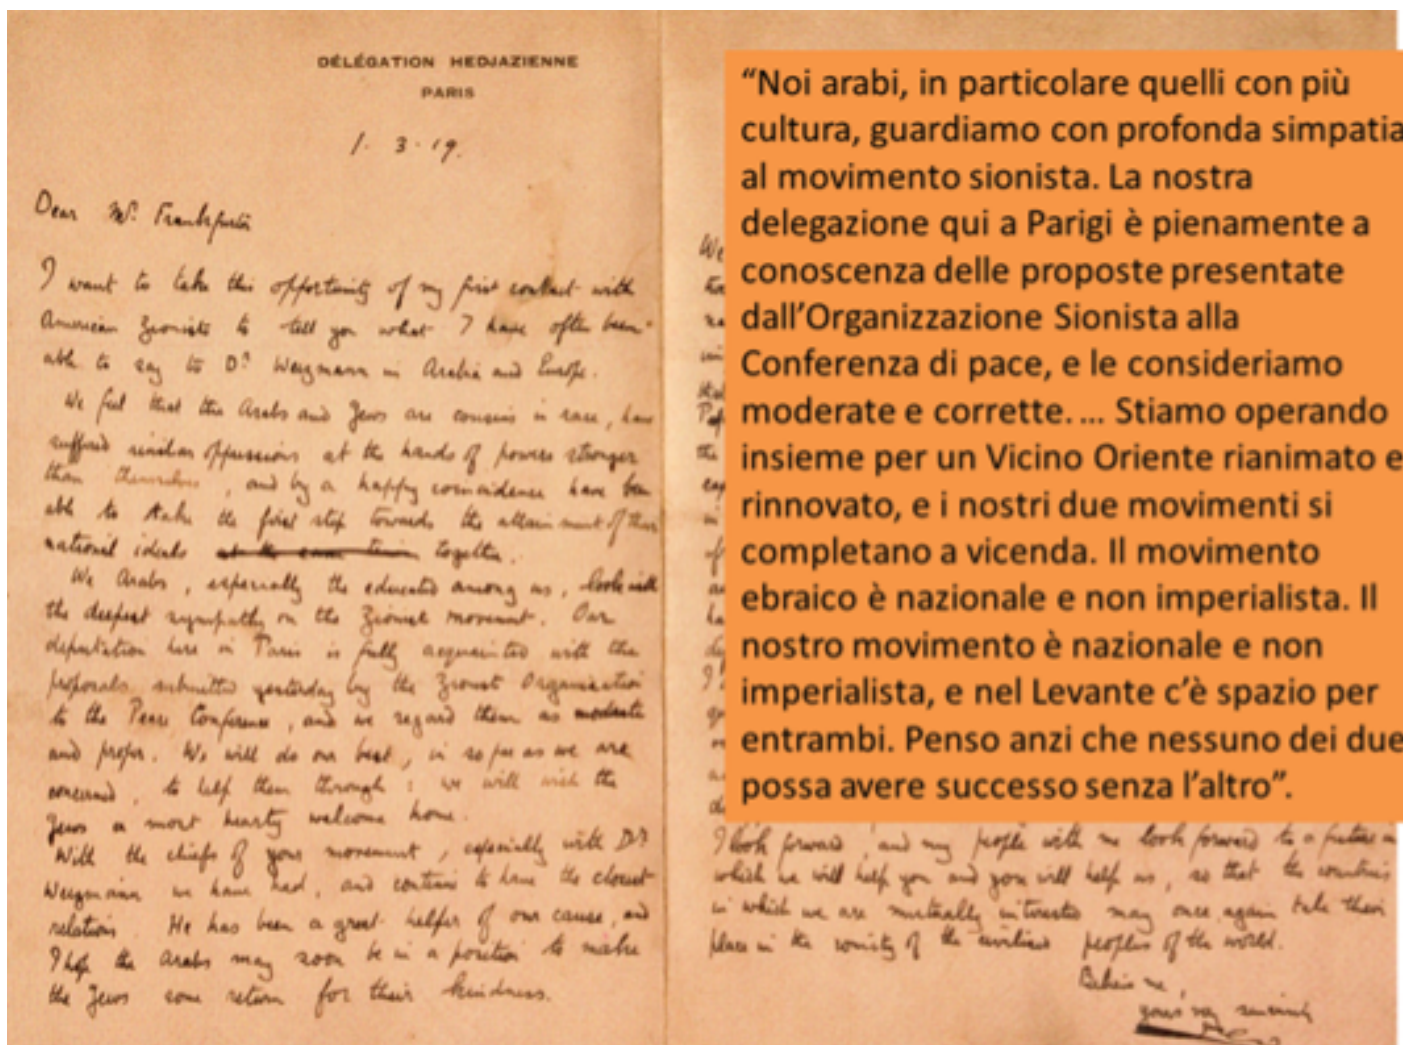 DÉLÉGATION HEDJAZIENNE
PARIS
1. 3. 19.
Dear Mr. Frankfurter
I want to take this opportunity of my first contact with
American Zionists to tell you what I have often been
able to say to Dr Weizmann in Arabia and Europe.
We feel that the Arabs and Jews are cousins in race, have
suffered similar oppressions at the hands of powers stronger
than themselves, and by a happy coincidence have been
able to take the first step towards the attainment of their
national ideals at the same time together.
We Arabs, especially the educated among us, look with
the deepest sympathy on the Zionist movement. Our
deputation here in Paris is fully acquainted with the
proposals submitted yesterday by the Zionist Organisation
to the Peace Conference, and we regard them as moderate
and proper. We will do our best, in so far as we are
concerned, to help them through: we will wish the
Jews a most hearty welcome home.
With the chiefs of your movement, especially with Dr
Weizmann we have had, and continue to have the closest
relations. He has been a great helper of our cause, and
I hope the Arabs may soon be in a position to make
the Jews some return for their kindness.
We
“Noi arabi, in particolare quelli con più
cultura, guardiamo con profonda simpatia
al movimento sionista. La nostra
delegazione qui a Parigi è pienamente a
conoscenza delle proposte presentate
dall’Organizzazione Sionista alla
Conferenza di pace, e le consideriamo
moderate e corrette. ... Stiamo operando
insieme per un Vicino Oriente rianimato e
rinnovato, e i nostri due movimenti si
completano a vicenda. Il movimento
ebraico è nazionale e non imperialista. Il
nostro movimento è nazionale e non
imperialista, e nel Levante c’è spazio per
entrambi. Penso anzi che nessuno dei due
possa avere successo senza l’altro”.
I look forward, and my people with me look forward to a future in
which we will help you and you will help us, so that the countries
in which we are mutually interested may once again take their
place in the comity of the civilised peoples of the world.
Believe me,
yours very sincerely